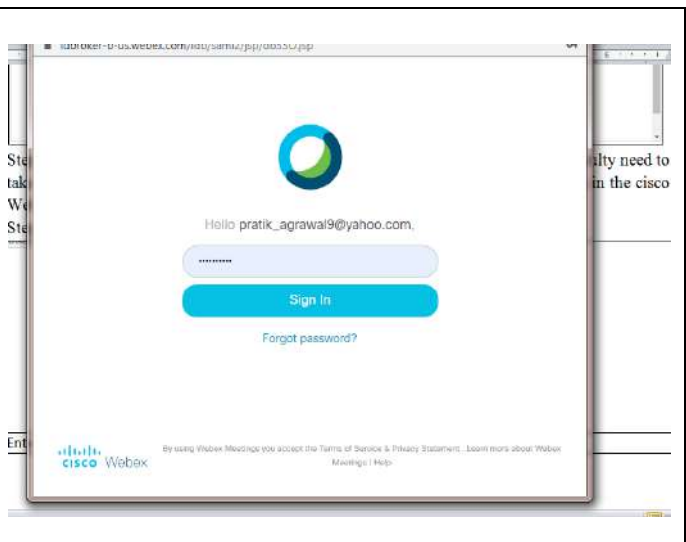 idbroker-b-us.webex.com/idb/saml2/jsp/doSSO.jsp
Ste
ulty need to
tak
in the cisco
We
Ste
Hello pratik_agrawal9@yahoo.com,
••••••••••
Sign In
Forgot password?
Ent
By using Webex Meetings you accept the Terms of Service & Privacy Statement. Learn more about Webex
Meetings | Help
CISCO Webex